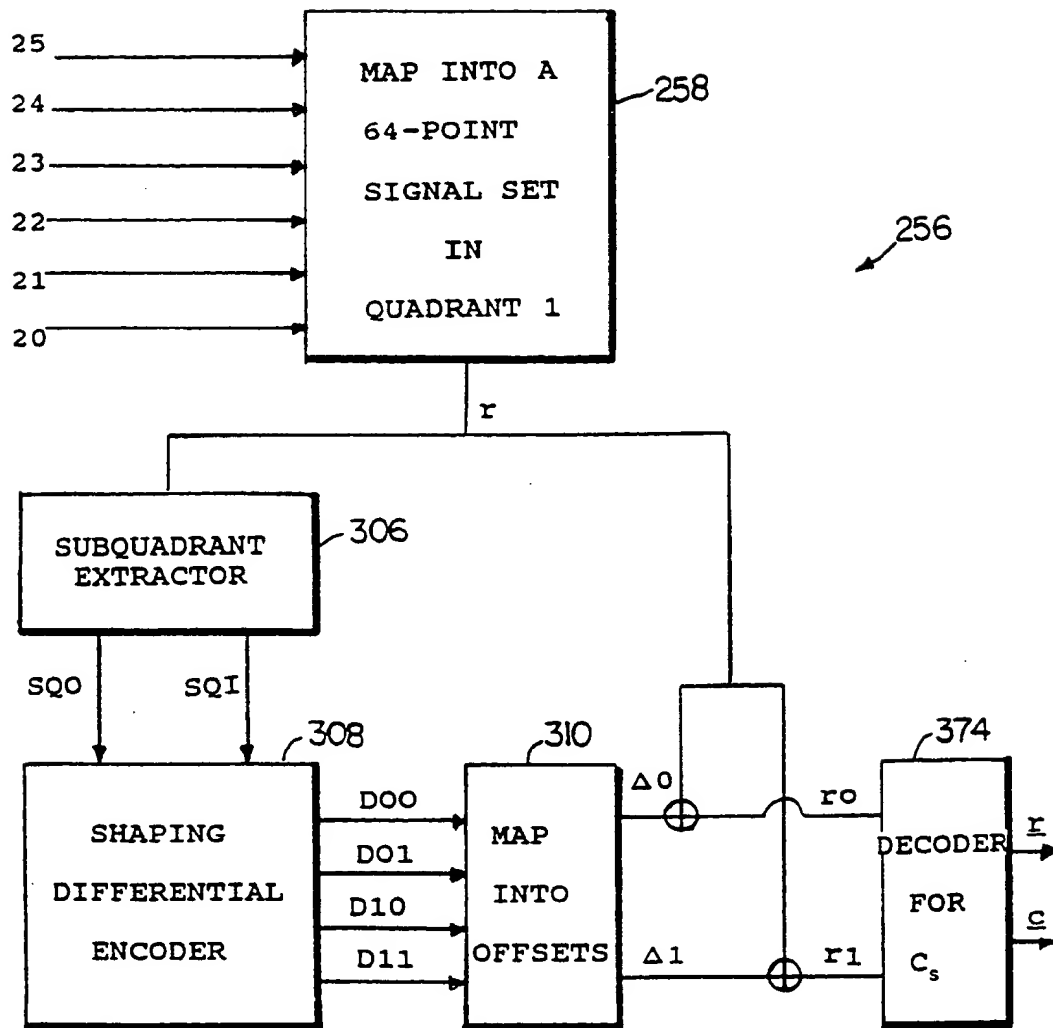 25
24
23
22
21
20
MAP INTO A
64-POINT
SIGNAL SET
IN
QUADRANT 1
258
256
r
SUBQUADRANT
EXTRACTOR
306
SQ0
SQI
SHAPING
DIFFERENTIAL
ENCODER
308
D00
D01
D10
D11
MAP
INTO
OFFSETS
310
Δ0
Δ1
r0
r1
DECODER
FOR
Cs
374
r
c